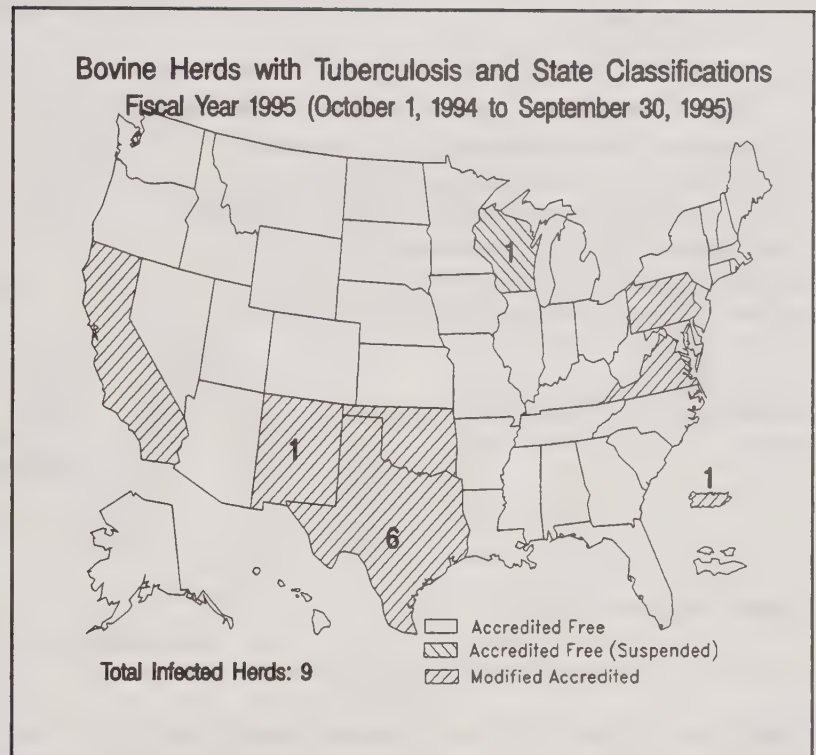 Bovine Herds with Tuberculosis and State Classifications
Fiscal Year 1995 (October 1, 1994 to September 30, 1995)
1
1
1
6
Accredited Free
Accredited Free (Suspended)
Modified Accredited
Total Infected Herds: 9